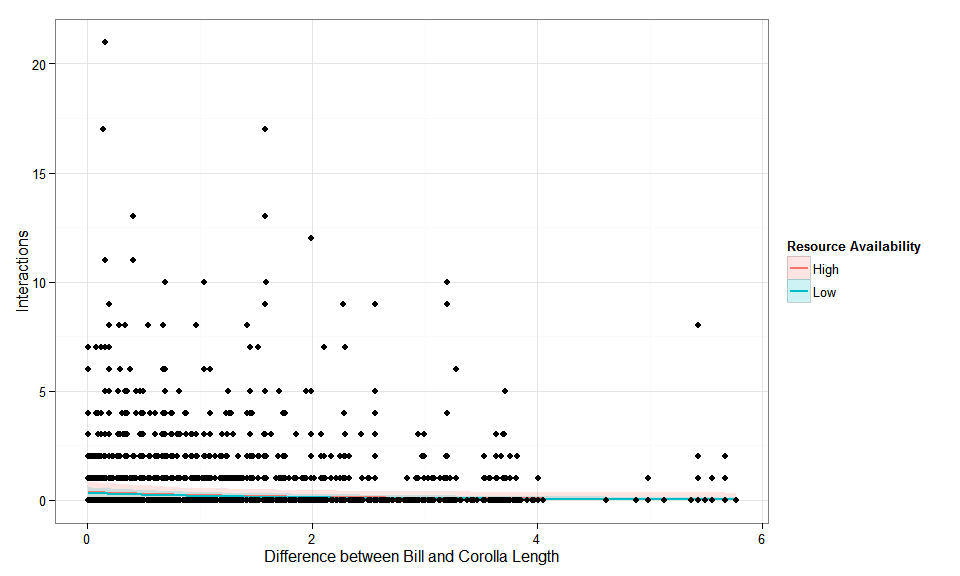 20
15
10
5
0
Interactions
0 2 4 6
Difference between Bill and Corolla Length
Resource Availability
High
Low